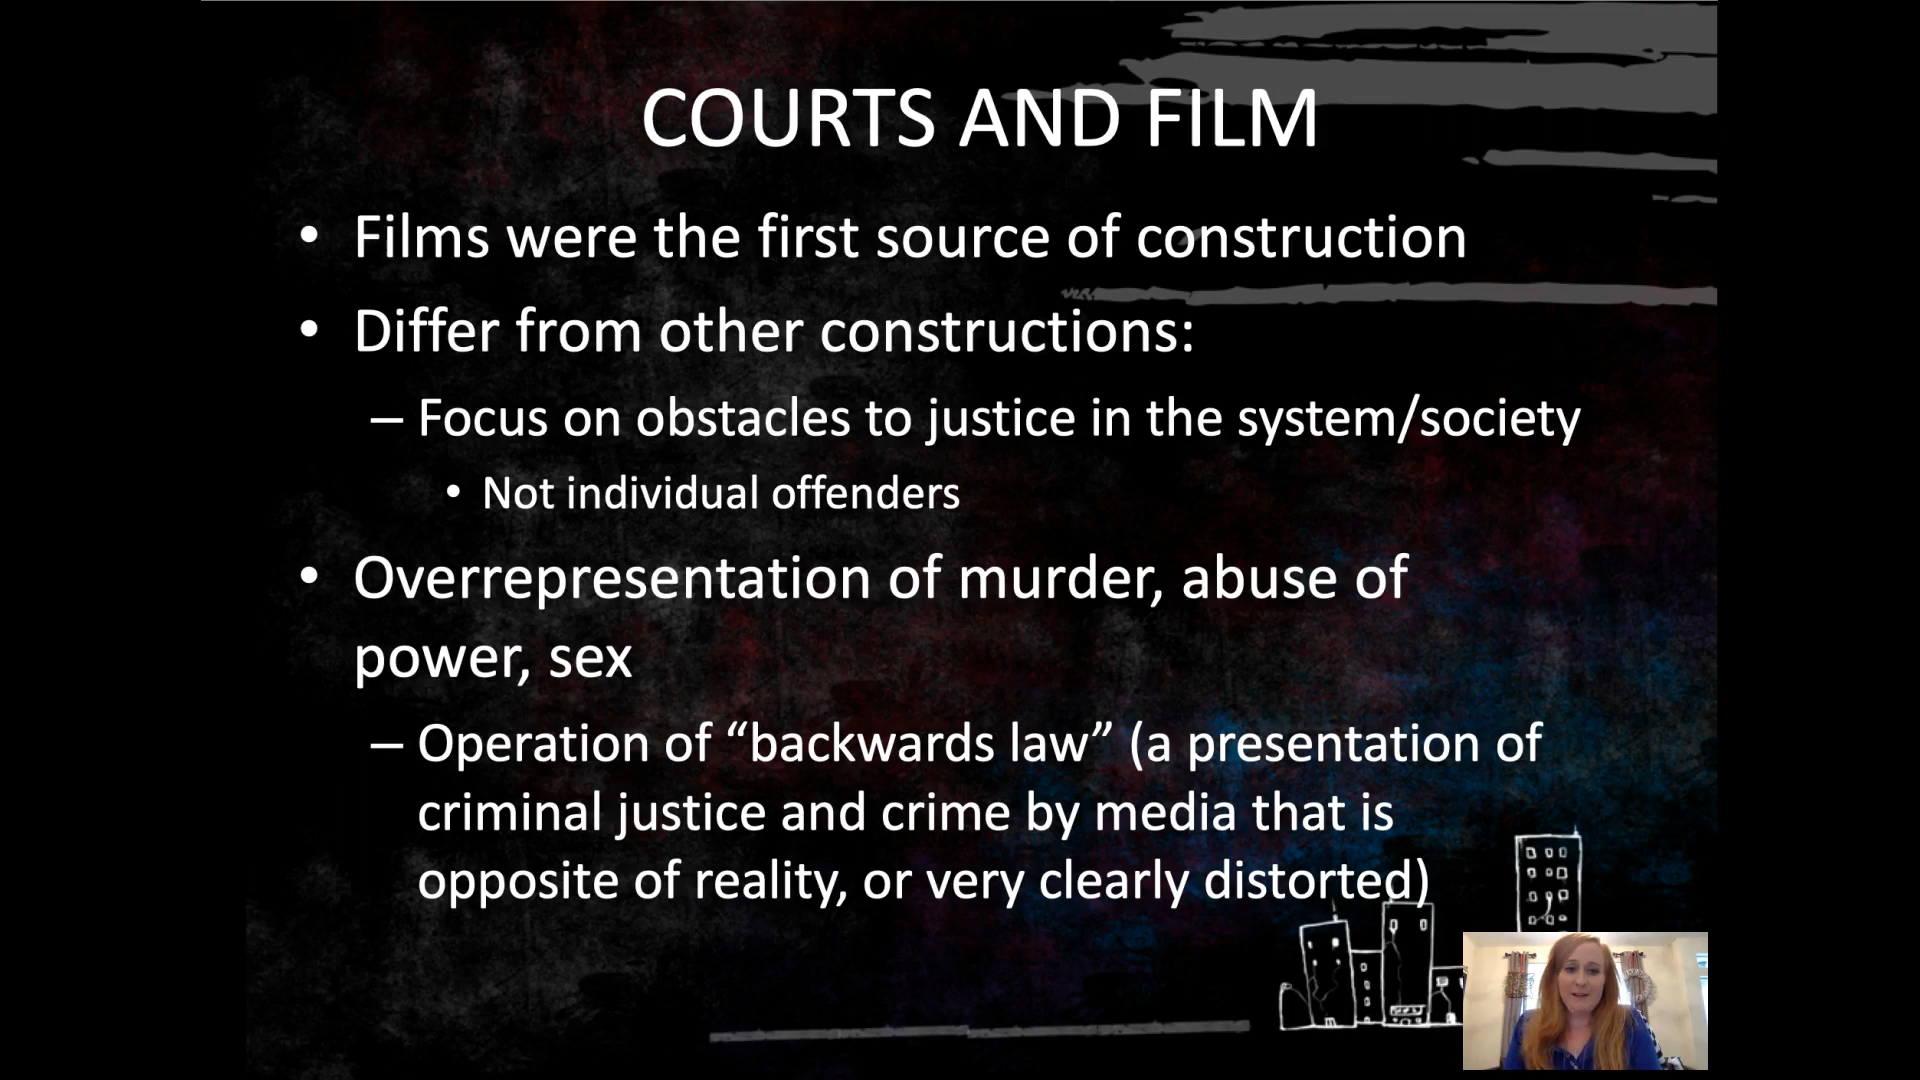 COURTS AND FILM
• Films were the first source of construction
• Differ from other constructions:
– Focus on obstacles to justice in the system/society
• Not individual offenders
• Overrepresentation of murder, abuse of
power, sex
– Operation of “backwards law” (a presentation of
criminal justice and crime by media that is
opposite of reality, or very clearly distorted)